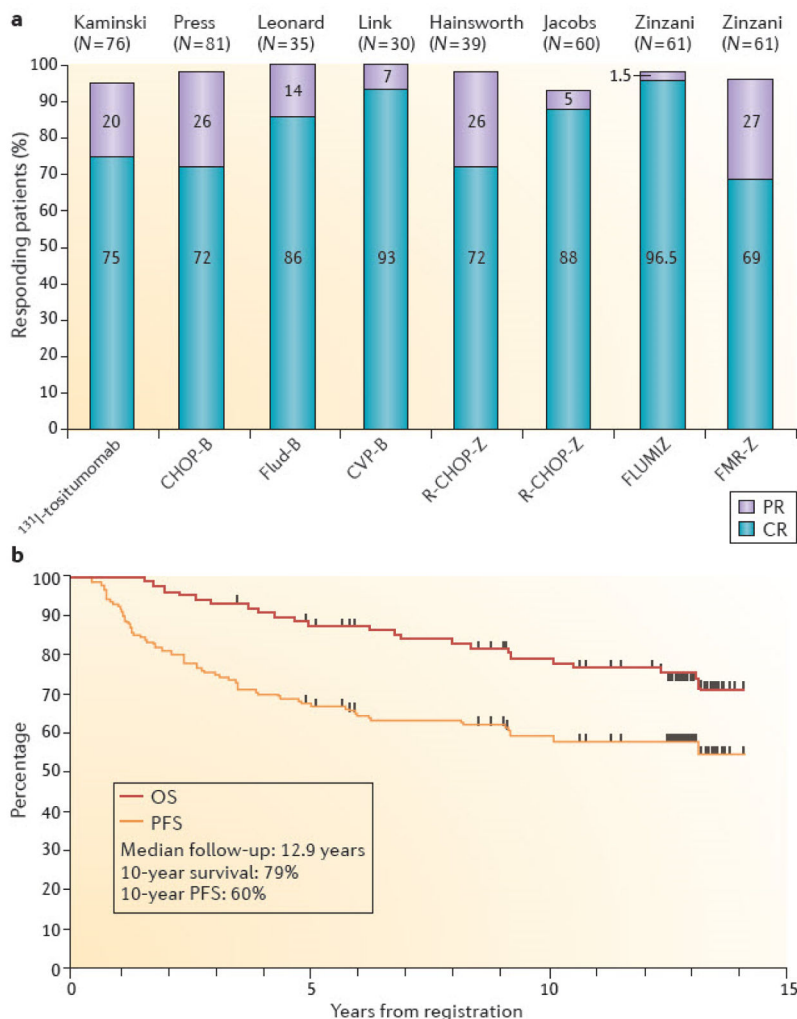 a
Kaminski Press Leonard Link Hainsworth Jacobs Zinzani Zinzani
(N=76) (N=81) (N=35) (N=30) (N=39) (N=60) (N=61) (N=61)
Responding patients (%)
100
90
80
70
60
50
40
30
20
10
0
20 26 14 7 26 5 1.5 27
75 72 86 93 72 88 96.5 69
¹³¹I-tositumomab
CHOP-B
Flud-B
CVP-B
R-CHOP-Z
R-CHOP-Z
FLUMIZ
FMR-Z
PR
CR
b
Percentage
100
90
80
70
60
50
40
30
20
10
0
OS
PFS
Median follow-up: 12.9 years
10-year survival: 79%
10-year PFS: 60%
0 5 10 15
Years from registration